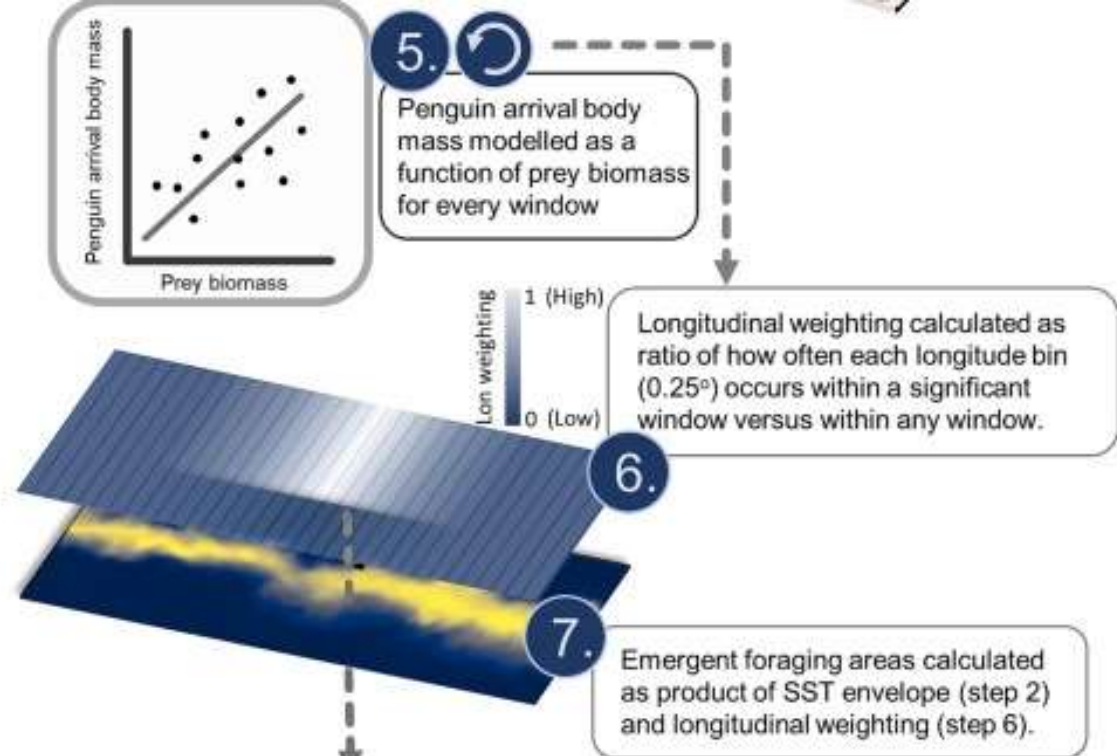 Penguin arrival body mass
Prey biomass
5.
Penguin arrival body
mass modelled as a
function of prey biomass
for every window
Lon weighting
1 (High)
0 (Low)
Longitudinal weighting calculated as
ratio of how often each longitude bin
(0.25º) occurs within a significant
window versus within any window.
6.
7.
Emergent foraging areas calculated
as product of SST envelope (step 2)
and longitudinal weighting (step 6).